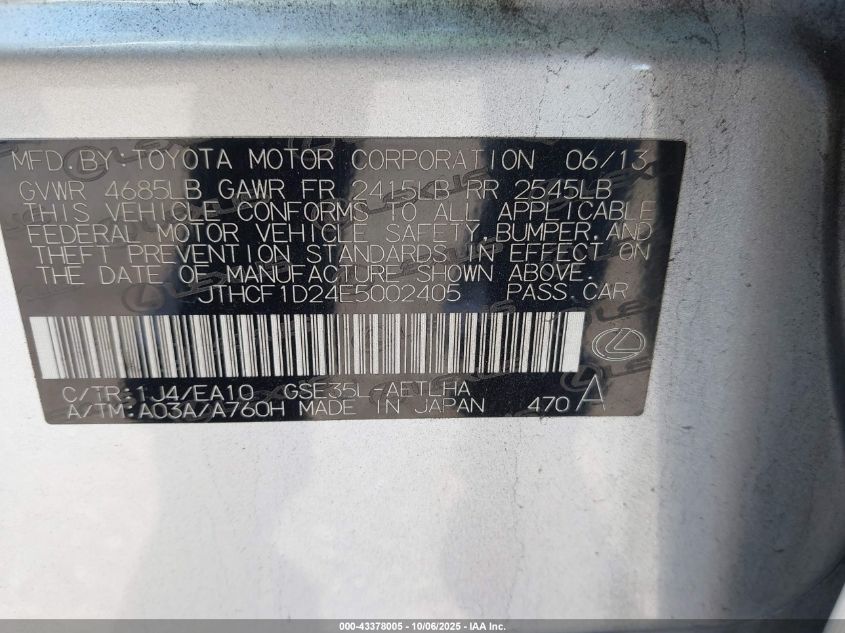 MFD.BY:TOYOTA MOTOR CORPORATION 06/13
GVWR 4685LB GAWR FR 2415LB RR 2545LB
THIS VEHICLE CONFORMS TO ALL APPLICABLE
FEDERAL MOTOR VEHICLE SAFETY,BUMPER,AND
THEFT PREVENTION STANDARDS IN EFFECT ON
THE DATE OF MANUFACTURE SHOWN ABOVE.
JTHCF1D24E5002405 PASS.CAR
C/TR:1J4/EA10 GSE35L/AETLHA
A/TM:A03A/A760H MADE IN JAPAN 470 A
000-43378005 - 10/06/2025 - IAA Inc.